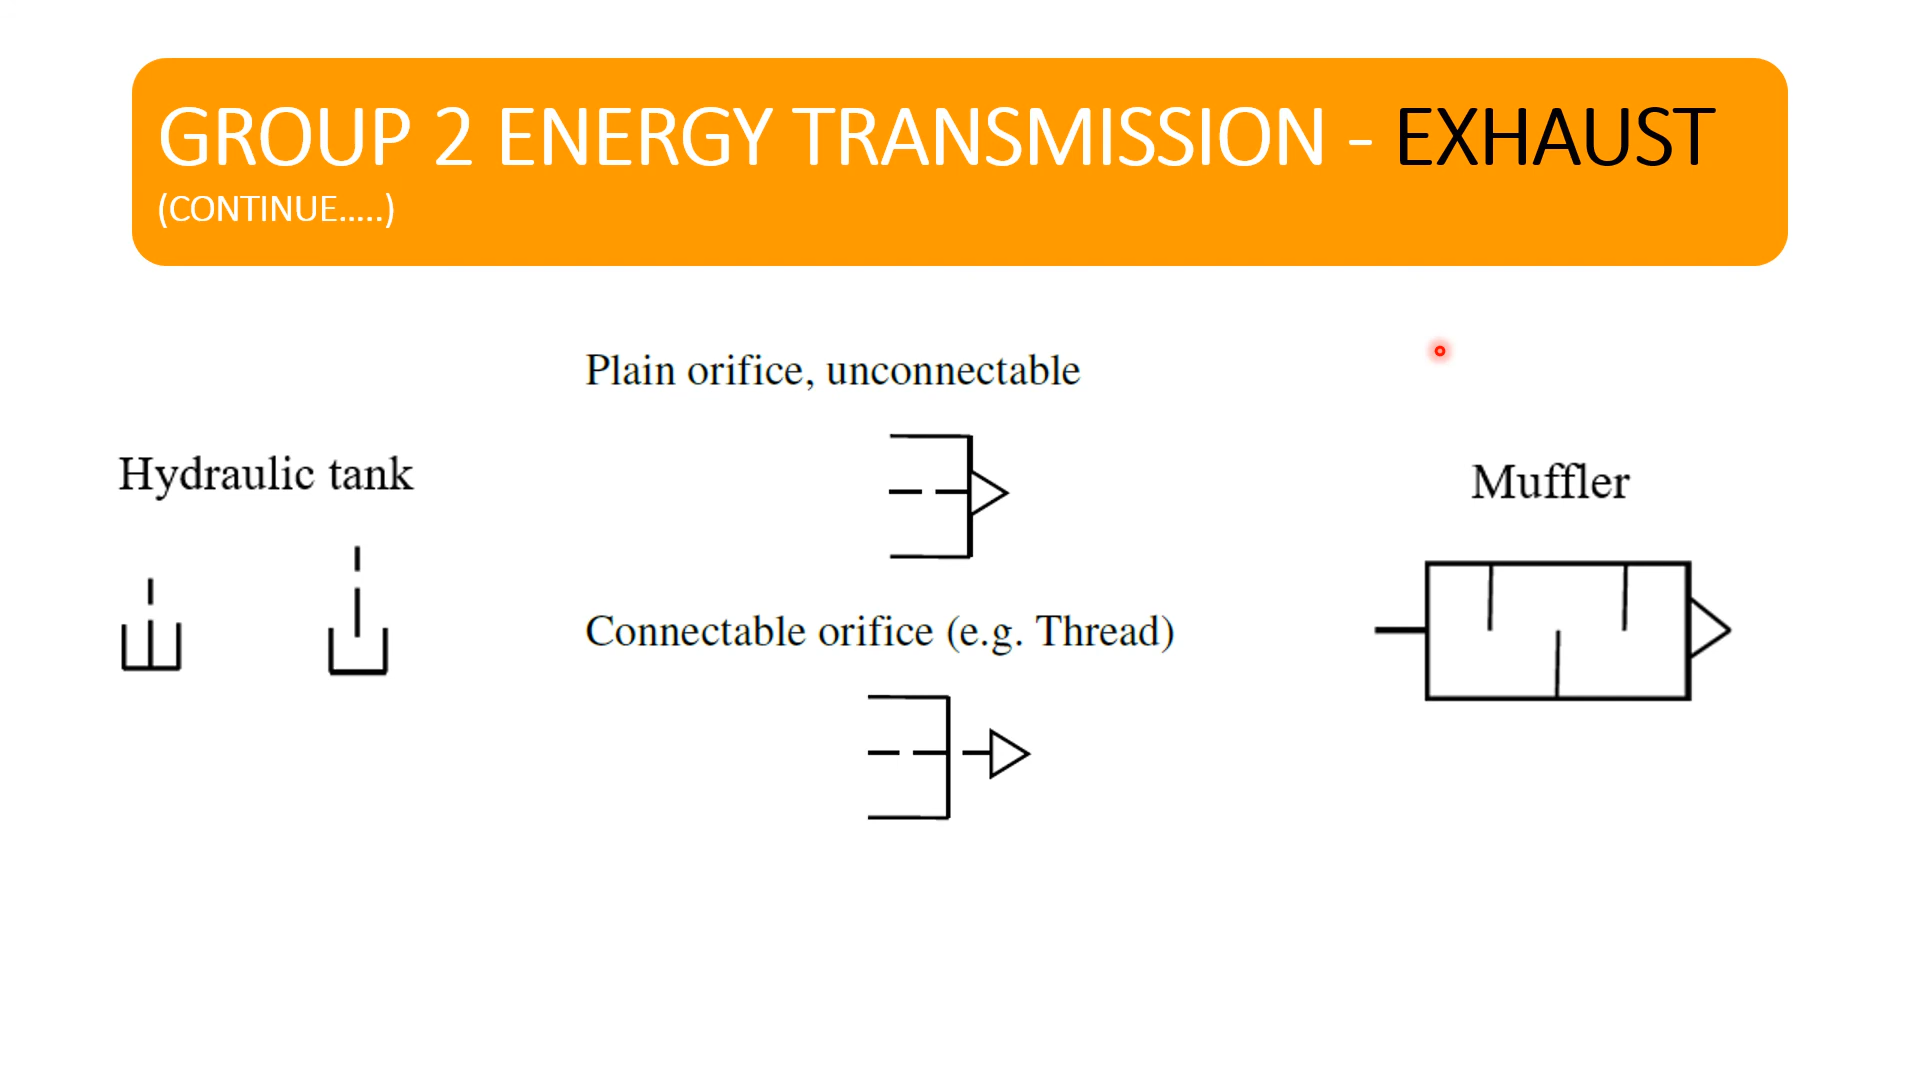 GROUP 2 ENERGY TRANSMISSION - EXHAUST
(CONTINUE.....)
Hydraulic tank
Plain orifice, unconnectable
Connectable orifice (e.g. Thread)
Muffler